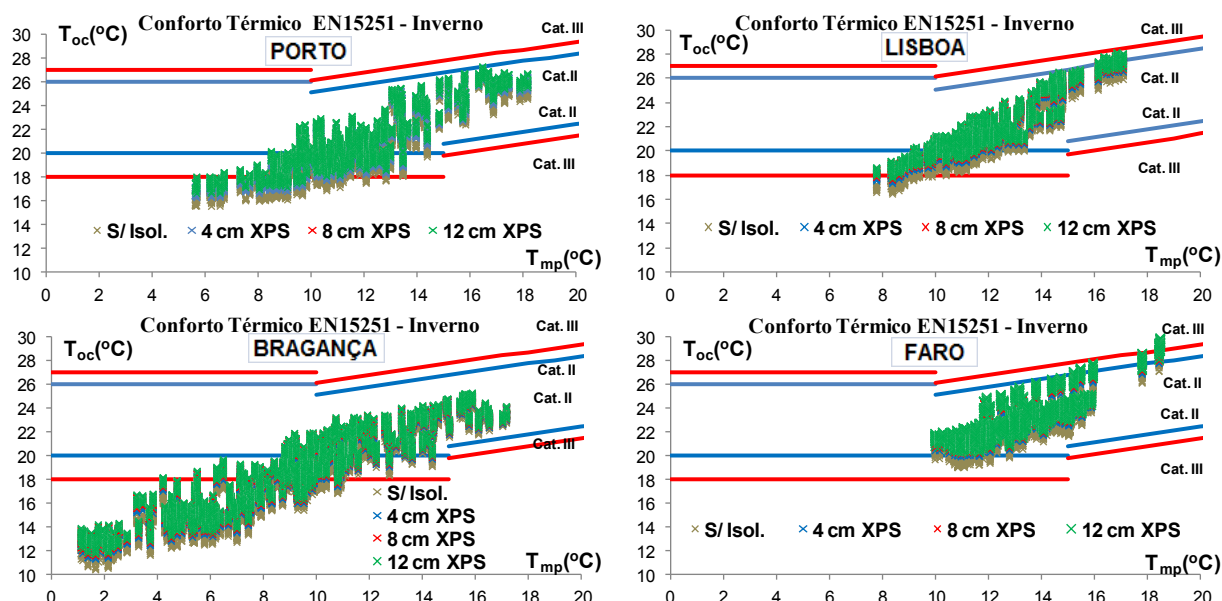 Conforto Térmico EN15251 - Inverno
Toc(ºC)
PORTO
Cat. III
Cat. II
Cat. II
Cat. III
× S/ Isol. × 4 cm XPS × 8 cm XPS × 12 cm XPS
Tmp(ºC)
30
28
26
24
22
20
18
16
14
12
10
0 2 4 6 8 10 12 14 16 18 20
Conforto Térmico EN15251 - Inverno
Toc(ºC)
LISBOA
Cat. III
Cat. II
Cat. II
Cat. III
× S/ Isol. × 4 cm XPS × 8 cm XPS × 12 cm XPS
Tmp(ºC)
30
28
26
24
22
20
18
16
14
12
10
0 2 4 6 8 10 12 14 16 18 20
Conforto Térmico EN15251 - Inverno
Toc(ºC)
BRAGANÇA
Cat. III
Cat. II
Cat. II
Cat. III
× S/ Isol.
× 4 cm XPS
× 8 cm XPS
× 12 cm XPS
Tmp(ºC)
30
28
26
24
22
20
18
16
14
12
10
0 2 4 6 8 10 12 14 16 18 20
Conforto Térmico EN15251 - Inverno
Toc(ºC)
FARO
Cat. III
Cat. II
Cat. II
Cat. III
× S/ Isol. × 4 cm XPS × 8 cm XPS × 12 cm XPS
Tmp(ºC)
30
28
26
24
22
20
18
16
14
12
10
0 2 4 6 8 10 12 14 16 18 20